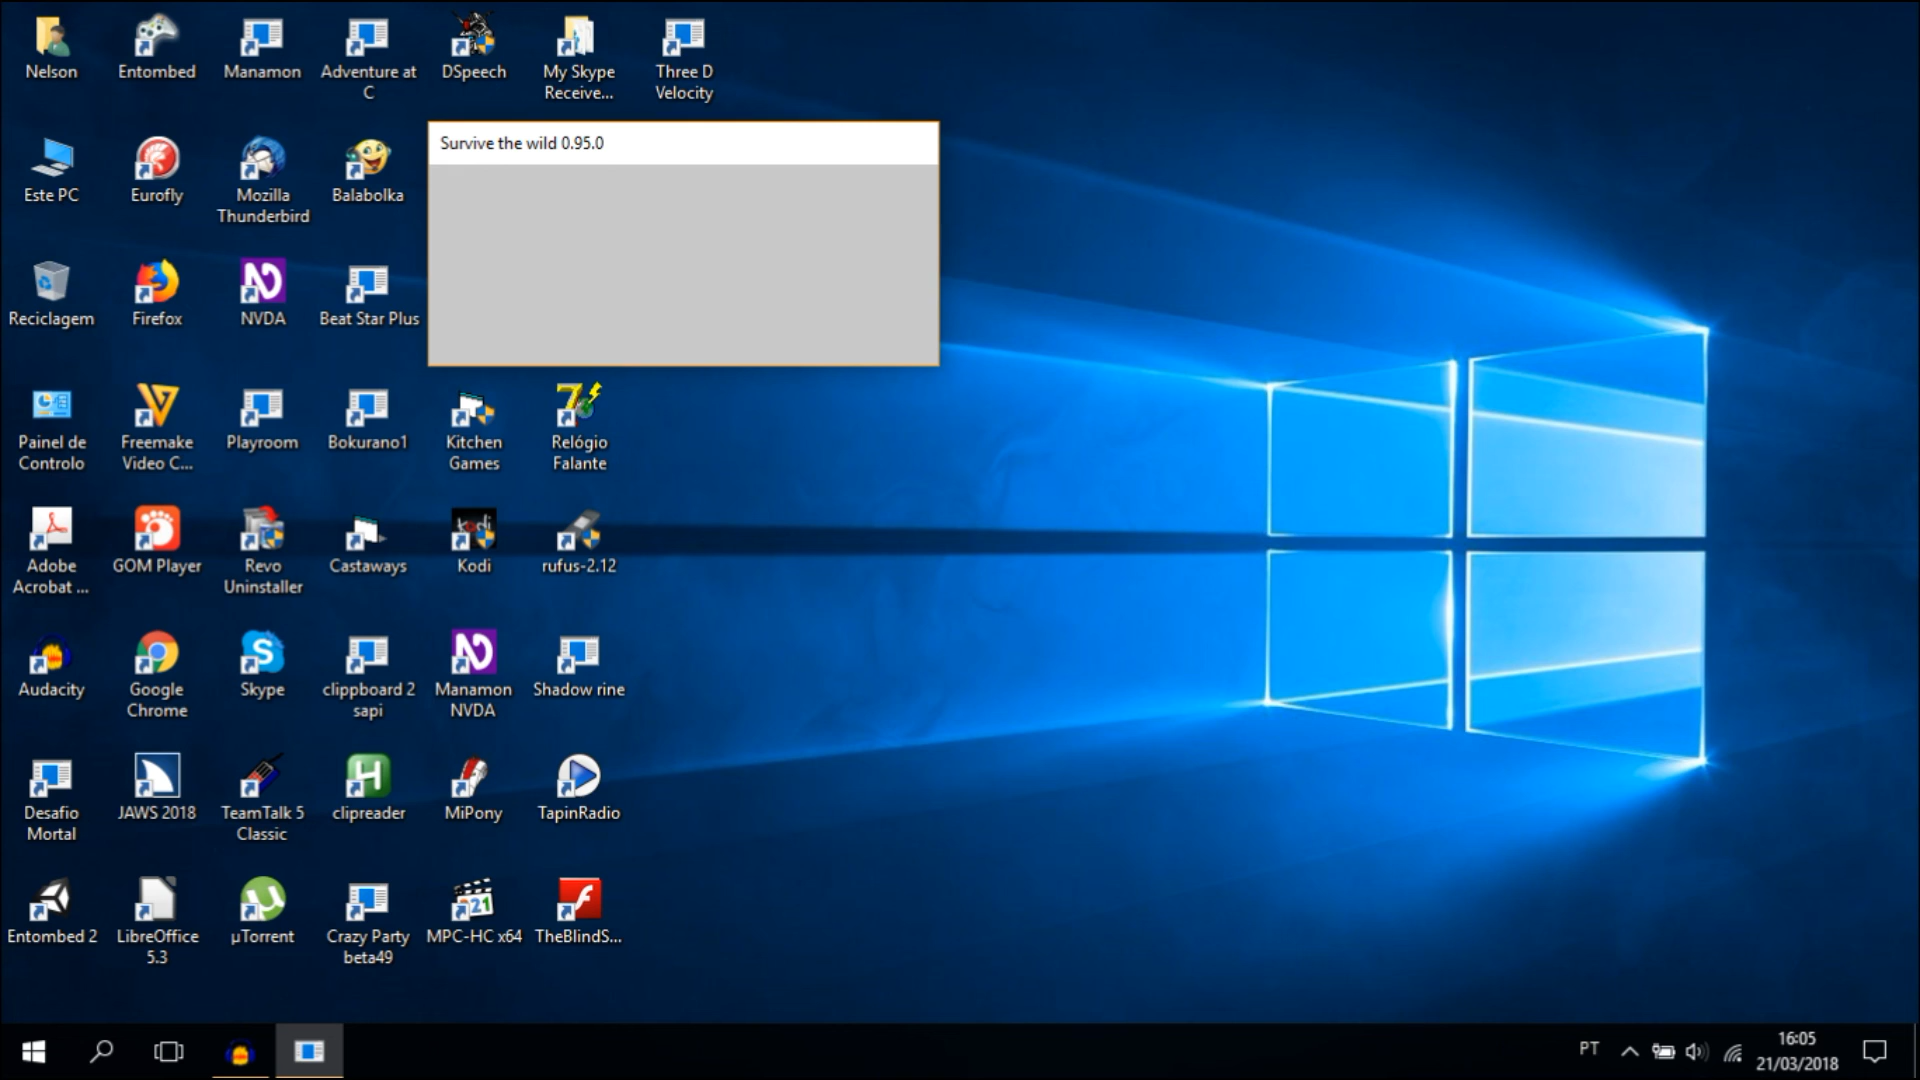 Nelson
Entombed
Manamon
Adventure at
C
DSpeech
My Skype
Receive...
Three D
Velocity
Survive the wild 0.95.0
Este PC
Eurofly
Mozilla
Thunderbird
Balabolka
Reciclagem
Firefox
NVDA
Beat Star Plus
Painel de
Controlo
Freemake
Video C...
Playroom
Bokurano1
Kitchen
Games
Relógio
Falante
Adobe
Acrobat ...
GOM Player
Revo
Uninstaller
Castaways
Kodi
rufus-2.12
Audacity
Google
Chrome
Skype
clippboard 2
sapi
Manamon
NVDA
Shadow rine
Desafio
Mortal
JAWS 2018
TeamTalk 5
Classic
clipreader
MiPony
TapinRadio
Entombed 2
LibreOffice
5.3
µTorrent
Crazy Party
beta49
MPC-HC x64
TheBlindS...
PT
16:05
21/03/2018